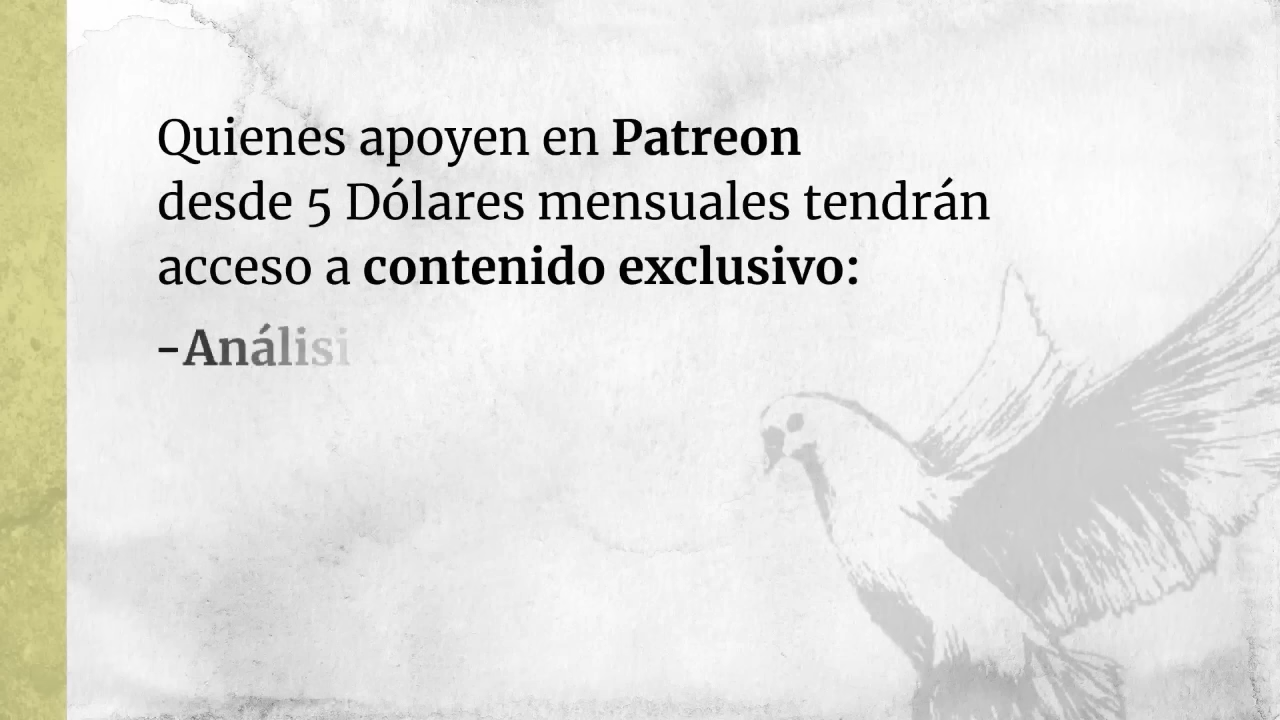 Quienes apoyen en Patreon
desde 5 Dólares mensuales tendrán
acceso a contenido exclusivo:
-Análisi